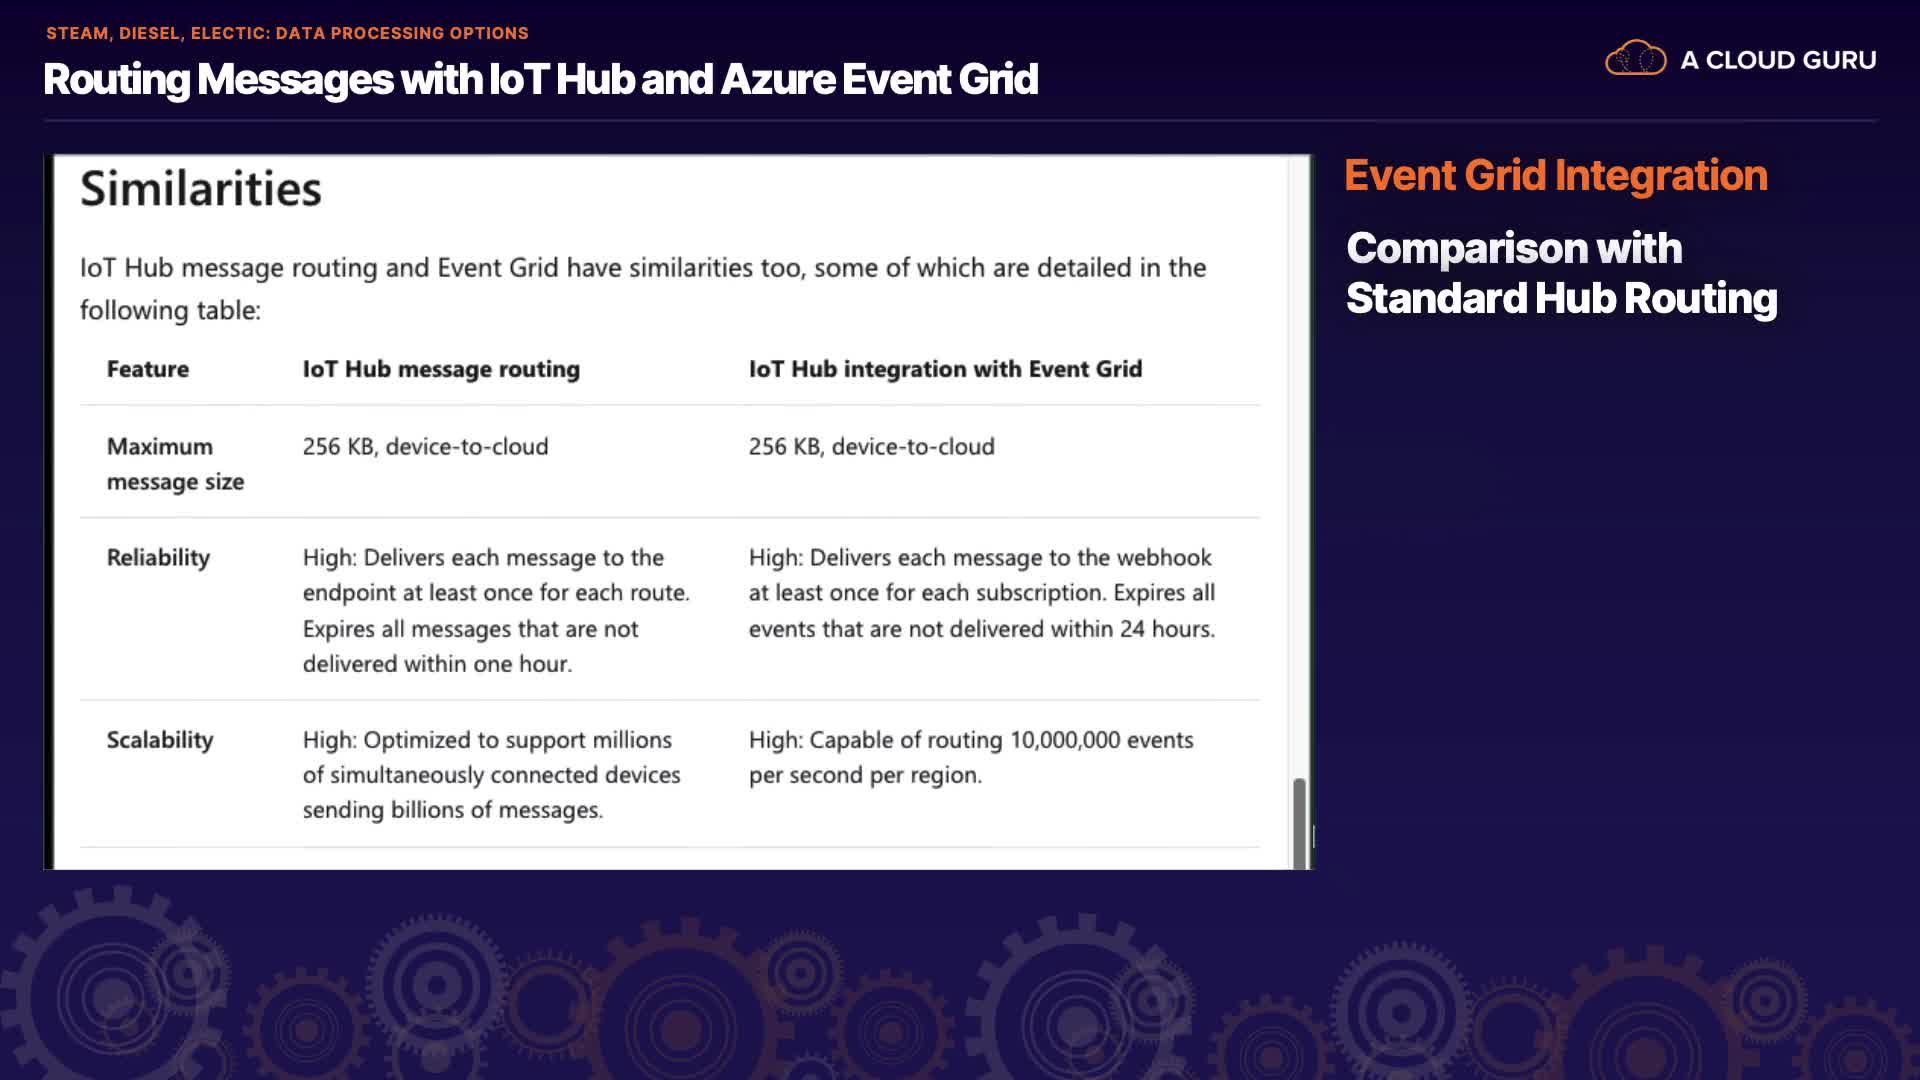 STEAM, DIESEL, ELECTIC: DATA PROCESSING OPTIONS
Routing Messages with IoT Hub and Azure Event Grid
A CLOUD GURU
Similarities
IoT Hub message routing and Event Grid have similarities too, some of which are detailed in the
following table:
Feature IoT Hub message routing IoT Hub integration with Event Grid
Maximum 256 KB, device-to-cloud 256 KB, device-to-cloud
message size
Reliability High: Delivers each message to the High: Delivers each message to the webhook
endpoint at least once for each route. at least once for each subscription. Expires all
Expires all messages that are not events that are not delivered within 24 hours.
delivered within one hour.
Scalability High: Optimized to support millions High: Capable of routing 10,000,000 events
of simultaneously connected devices per second per region.
sending billions of messages.
Event Grid Integration
Comparison with
Standard Hub Routing